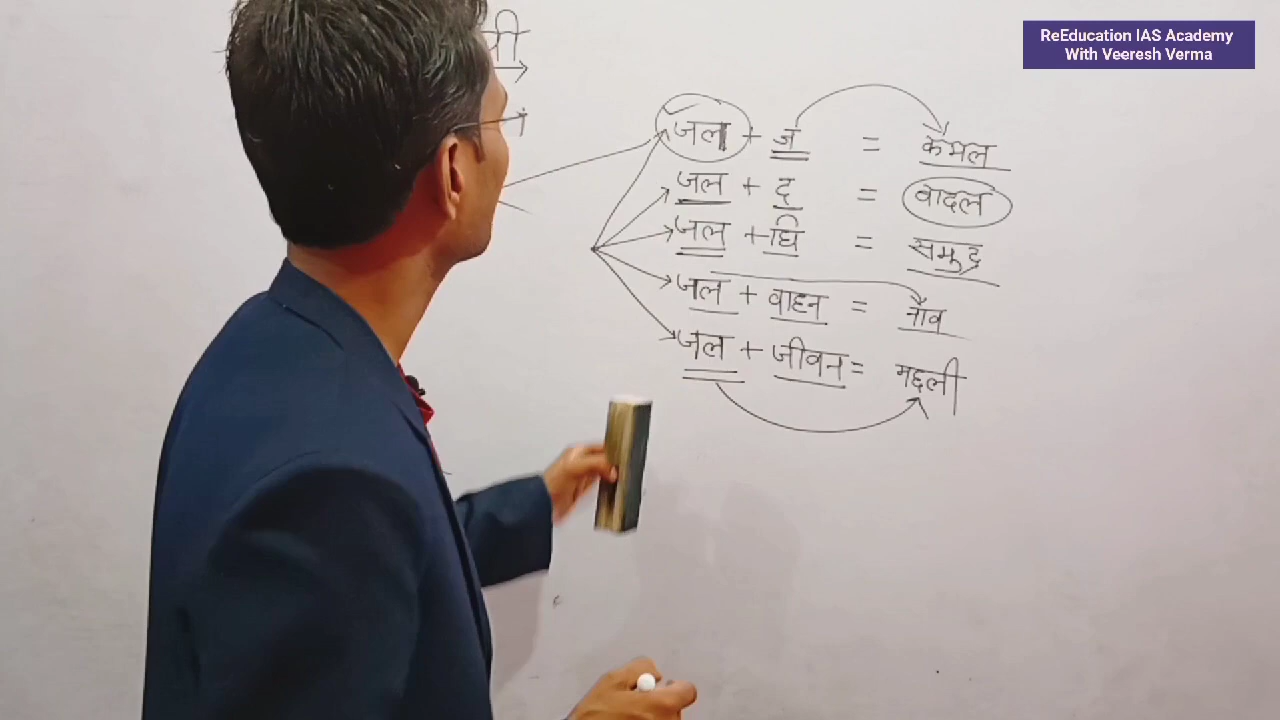 ReEducation IAS Academy
With Veeresh Verma
जल + ज = कमल
जल + द = वादल
जल + धि = समुद्र
जल + वाहन = नाव
जल + जीवन = मछली